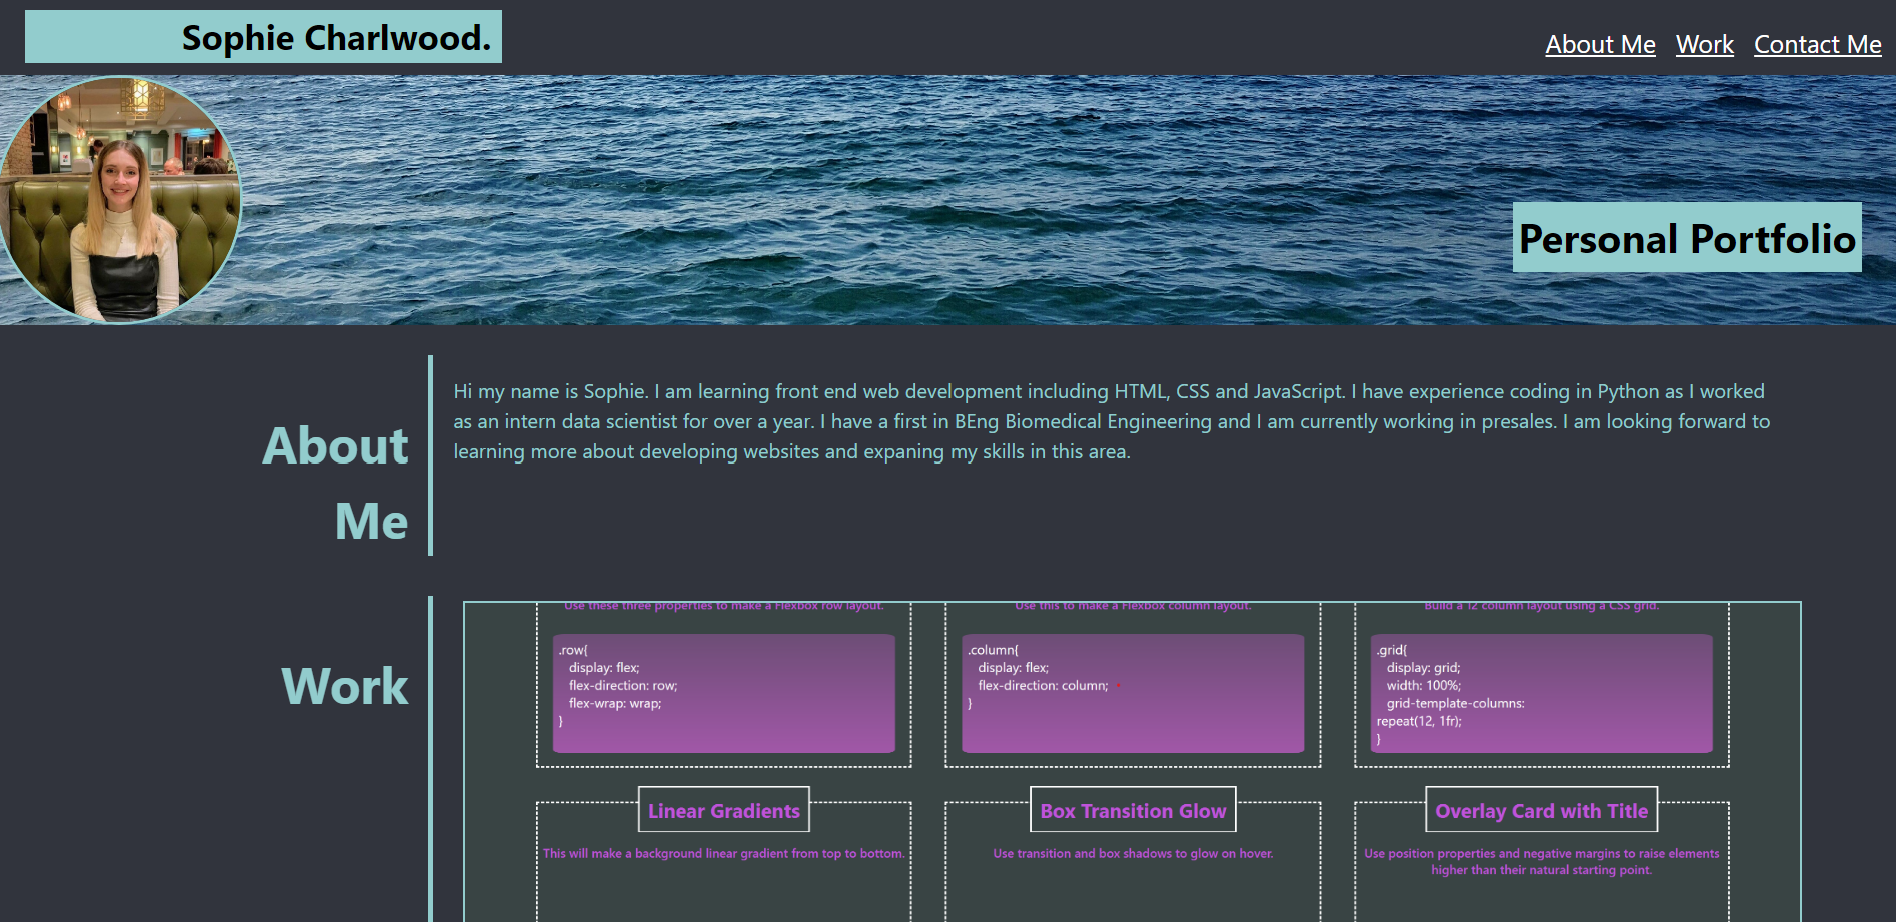 Sophie Charlwood.
About Me Work Contact Me
Personal Portfolio
About
Me
Hi my name is Sophie. I am learning front end web development including HTML, CSS and JavaScript. I have experience coding in Python as I worked
as an intern data scientist for over a year. I have a first in BEng Biomedical Engineering and I am currently working in presales. I am looking forward to
learning more about developing websites and expaning my skills in this area.
Work
Use these three properties to make a Flexbox row layout.
.row{
display: flex;
flex-direction: row;
flex-wrap: wrap;
}
Use this to make a Flexbox column layout.
.column{
display: flex;
flex-direction: column;
}
Build a 12 column layout using a CSS grid.
.grid{
display: grid;
width: 100%;
grid-template-columns:
repeat(12, 1fr);
}
Linear Gradients
This will make a background linear gradient from top to bottom.
Box Transition Glow
Use transition and box shadows to glow on hover.
Overlay Card with Title
Use position properties and negative margins to raise elements
higher than their natural starting point.